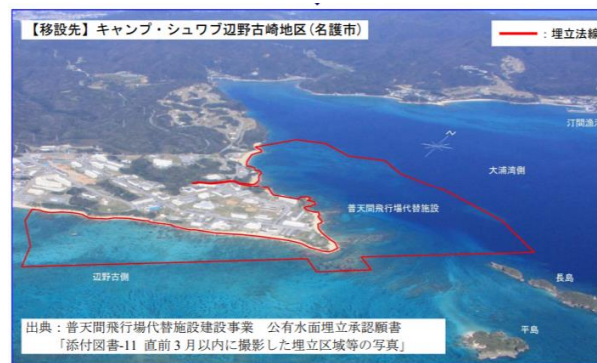 【移設先】キャンプ・シュワブ辺野古崎地区(名護市)
：埋立法線
汀間漁港
N
大浦湾側
普天間飛行場代替施設
辺野古側
長島
平島
出典：普天間飛行場代替施設建設事業　公有水面埋立承認願書
「添付図書-11 直前3月以内に撮影した埋立区域等の写真」